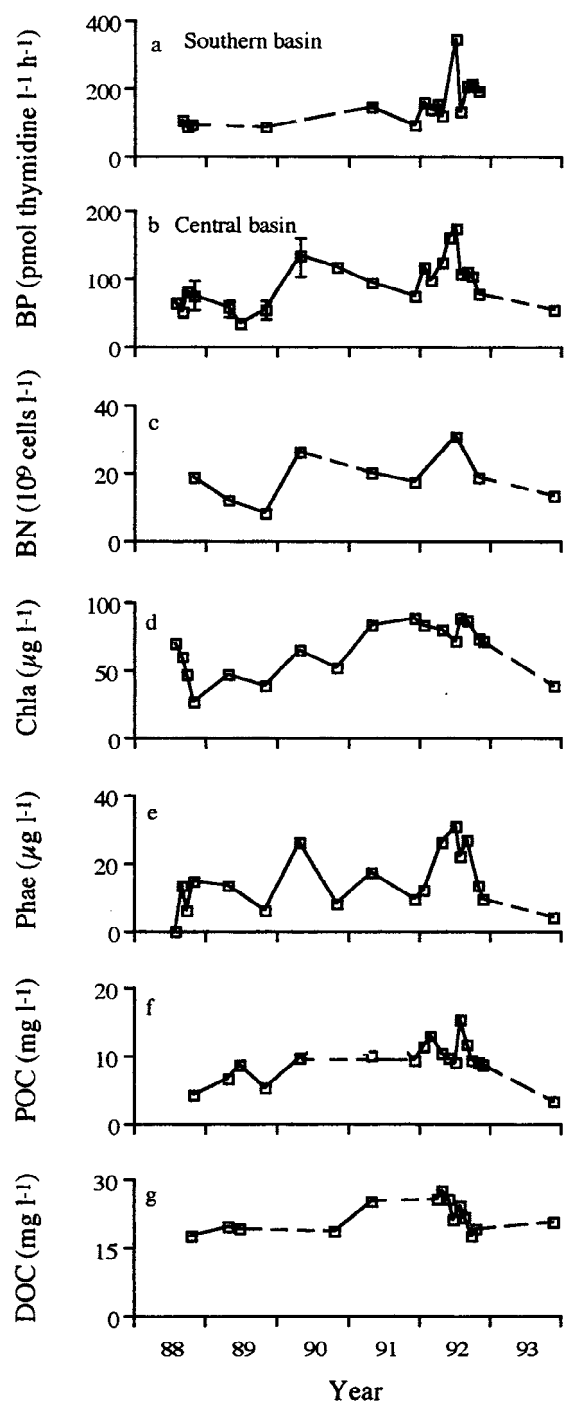 BP (pmol thymidine l-1 h-1)
400
200
0
a Southern basin
200
100
0
b Central basin
BN (10⁹ cells l-1)
40
20
0
c
Chla (μg l-1)
100
50
0
d
Phae (μg l-1)
40
20
0
e
POC (mg l-1)
20
10
0
f
DOC (mg l-1)
30
15
0
g
88 89 90 91 92 93
Year